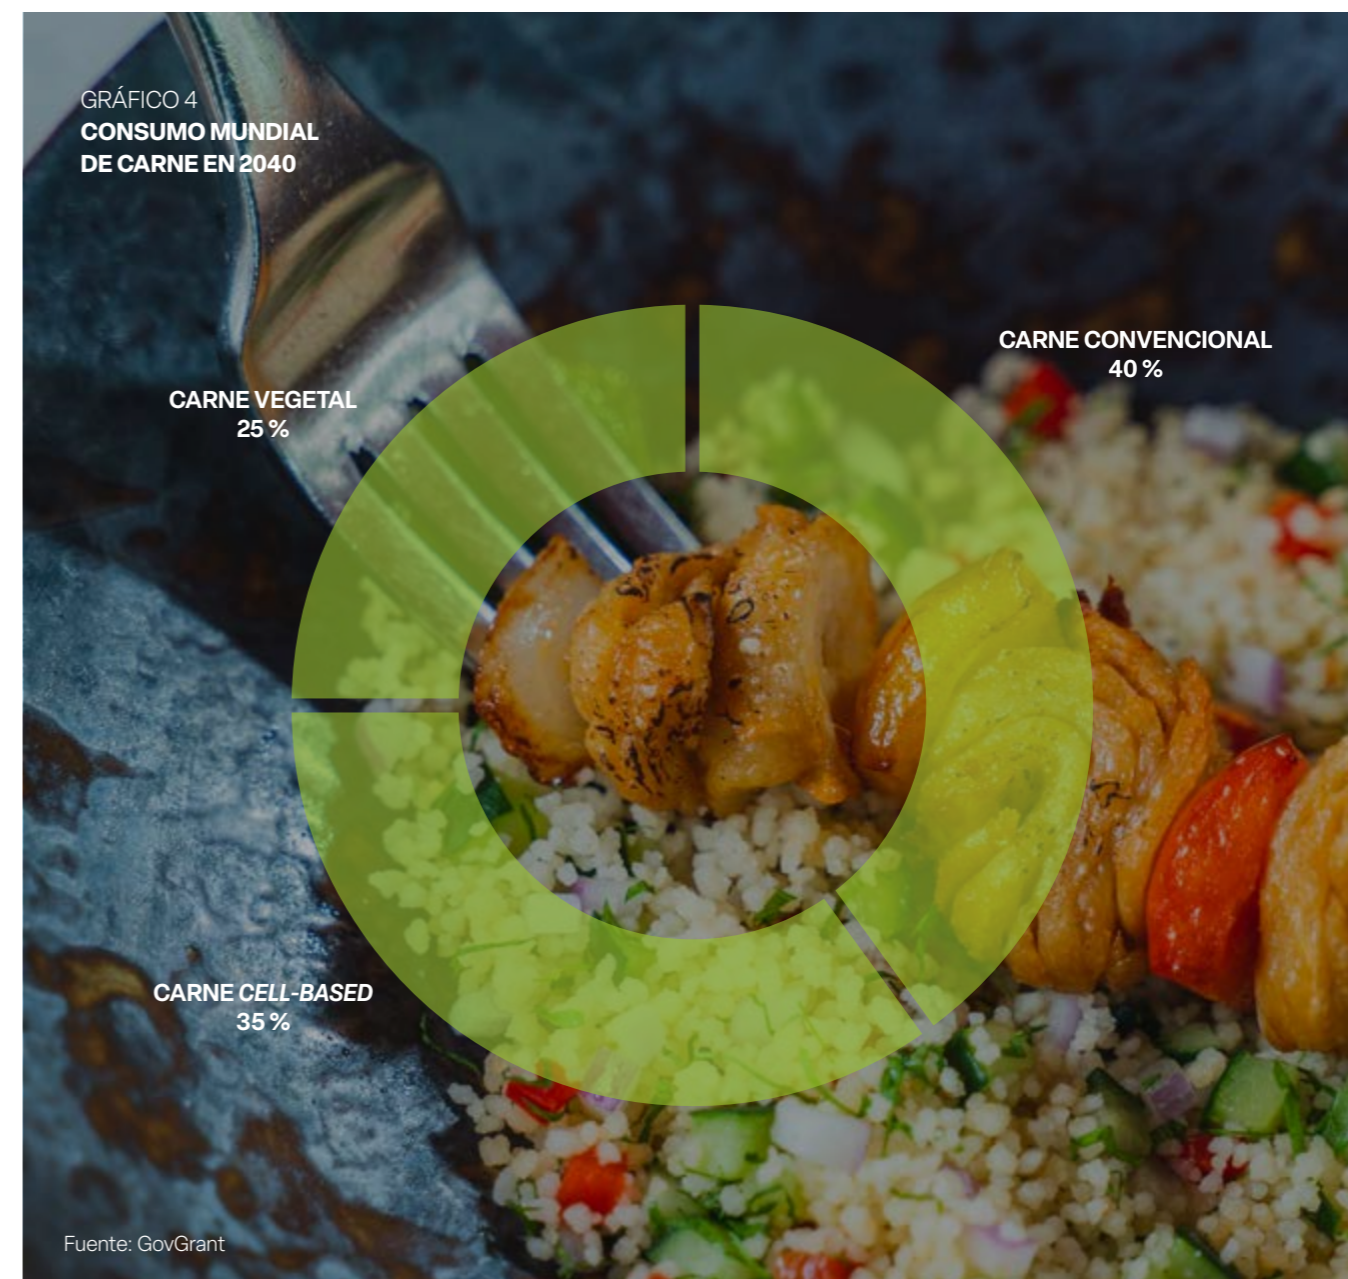 GRÁFICO 4
CONSUMO MUNDIAL
DE CARNE EN 2040
CARNE CONVENCIONAL
40 %
CARNE VEGETAL
25 %
CARNE CELL-BASED
35 %
Fuente: GovGrant